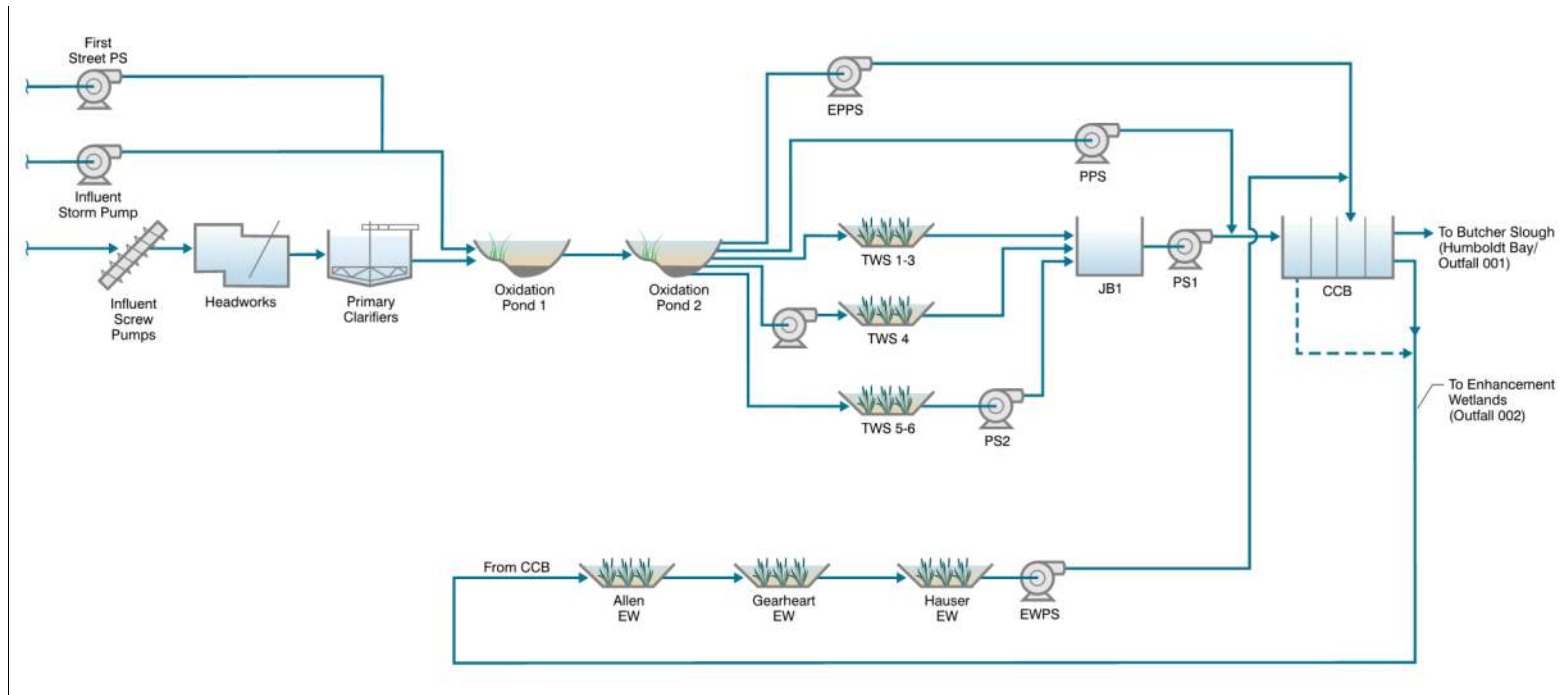 First
Street PS
EPPS
PPS
Influent
Storm Pump
Influent
Screw
Pumps
Headworks
Primary
Clarifiers
Oxidation
Pond 1
Oxidation
Pond 2
TWS 1-3
TWS 4
TWS 5-6
PS2
JB1
PS1
CCB
To Butcher Slough
(Humboldt Bay/
Outfall 001)
To Enhancement
Wetlands
(Outfall 002)
From CCB
Allen
EW
Gearheart
EW
Hauser
EW
EWPS